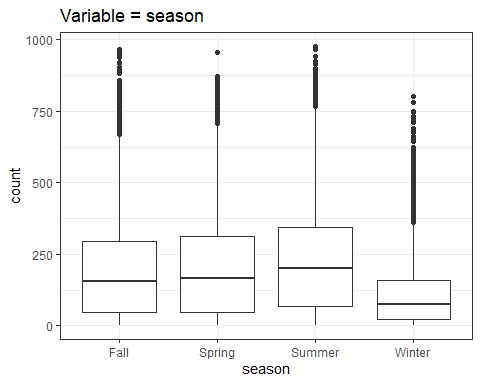 Variable = season
1000
750
500
250
0
count
Fall Spring Summer Winter
season